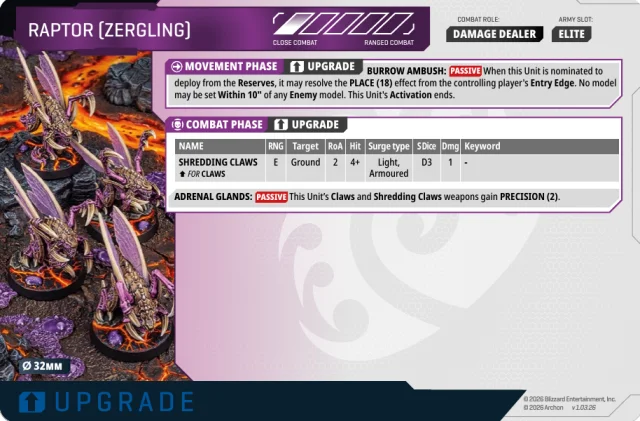 RAPTOR (ZERGLING)
CLOSE COMBAT
RANGED COMBAT
COMBAT ROLE:
DAMAGE DEALER
ARMY SLOT:
ELITE
MOVEMENT PHASE UPGRADE BURROW AMBUSH: PASSIVE When this Unit is nominated to
deploy from the Reserves, it may resolve the PLACE (18) effect from the controlling player's Entry Edge. No model
may be set Within 10" of any Enemy model. This Unit's Activation ends.
COMBAT PHASE UPGRADE
NAME RNG Target RoA Hit Surge type SDice Dmg Keyword
SHREDDING CLAWS E Ground 2 4+ Light, D3 1 -
FOR CLAWS Armoured
ADRENAL GLANDS: PASSIVE This Unit's Claws and Shredding Claws weapons gain PRECISION (2).
Ø 32MM
UPGRADE
© 2026 Blizzard Entertainment, Inc.
© 2026 Archon v 1.03.26